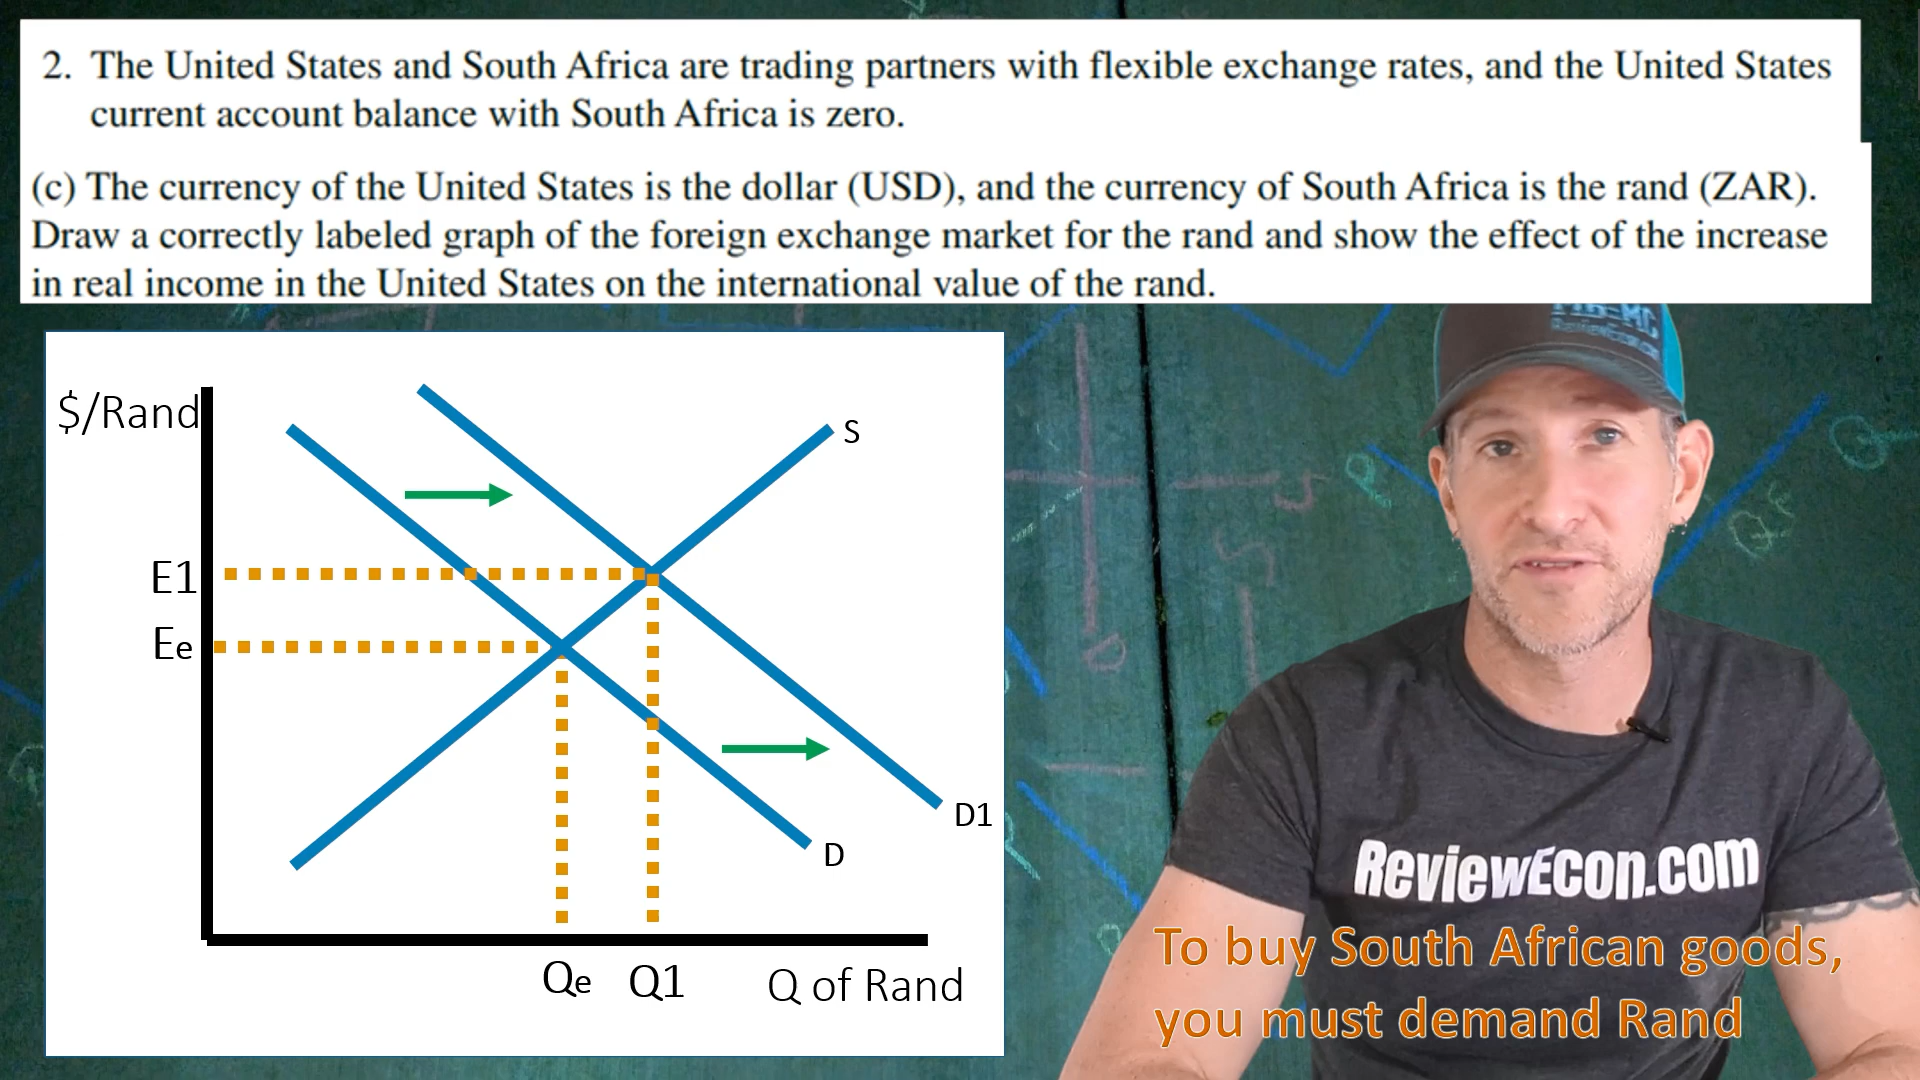 2. The United States and South Africa are trading partners with flexible exchange rates, and the United States
current account balance with South Africa is zero.
(c) The currency of the United States is the dollar (USD), and the currency of South Africa is the rand (ZAR).
Draw a correctly labeled graph of the foreign exchange market for the rand and show the effect of the increase
in real income in the United States on the international value of the rand.
$/Rand
S
E1
Ee
D1
D
Qe Q1 Q of Rand
ReviewEcon.com
To buy South African goods,
you must demand Rand